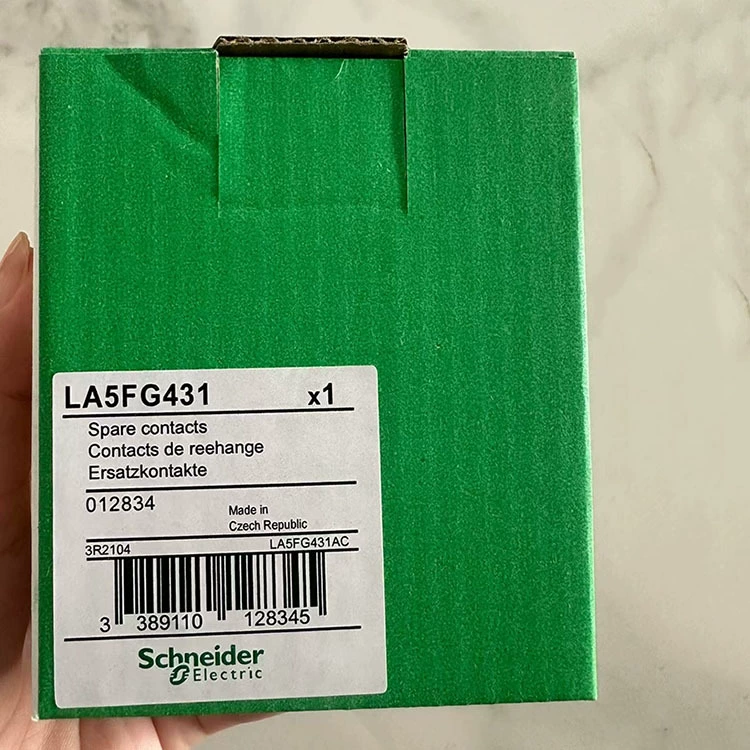 LA5FG431 x1
Spare contacts
Contacts de reehange
Ersatzkontakte
012834
Made in
Czech Republic
3R2104 LA5FG431AC
3 389110 128345
Schneider
Electric